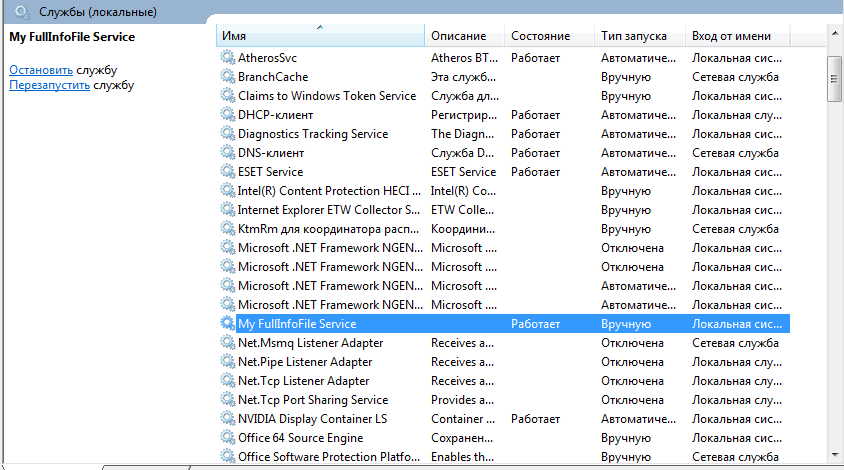 Службы (локальные)
My FullInfoFile Service
Остановить службу
Перезапустить службу
Имя Описание Состояние Тип запуска Вход от имени
AtherosSvc Atheros BT... Работает Автоматиче... Локальная сис...
BranchCache Эта служб... Вручную Сетевая служба
Claims to Windows Token Service Служба дл... Вручную Локальная сис...
DHCP-клиент Регистрир... Работает Автоматиче... Локальная слу...
Diagnostics Tracking Service The Diagn... Работает Автоматиче... Локальная сис...
DNS-клиент Служба D... Работает Автоматиче... Сетевая служба
ESET Service ESET Service Работает Автоматиче... Локальная сис...
Intel(R) Content Protection HECI ... Intel(R) Co... Вручную Локальная сис...
Internet Explorer ETW Collector S... ETW Colle... Вручную Локальная сис...
KtmRm для координатора расп... Координи... Вручную Сетевая служба
Microsoft .NET Framework NGEN... Microsoft .... Отключена Локальная сис...
Microsoft .NET Framework NGEN... Microsoft .... Отключена Локальная сис...
Microsoft .NET Framework NGEN... Microsoft .... Автоматиче... Локальная сис...
Microsoft .NET Framework NGEN... Microsoft .... Автоматиче... Локальная сис...
My FullInfoFile Service Работает Вручную Локальная сис...
Net.Msmq Listener Adapter Receives a... Отключена Сетевая служба
Net.Pipe Listener Adapter Receives a... Отключена Локальная слу...
Net.Tcp Listener Adapter Receives a... Отключена Локальная слу...
Net.Tcp Port Sharing Service Provides a... Отключена Локальная слу...
NVIDIA Display Container LS Container ... Работает Автоматиче... Локальная сис...
Office 64 Source Engine Сохранен... Вручную Локальная сис...
Office Software Protection Platfo... Enables th... Вручную Сетевая служба